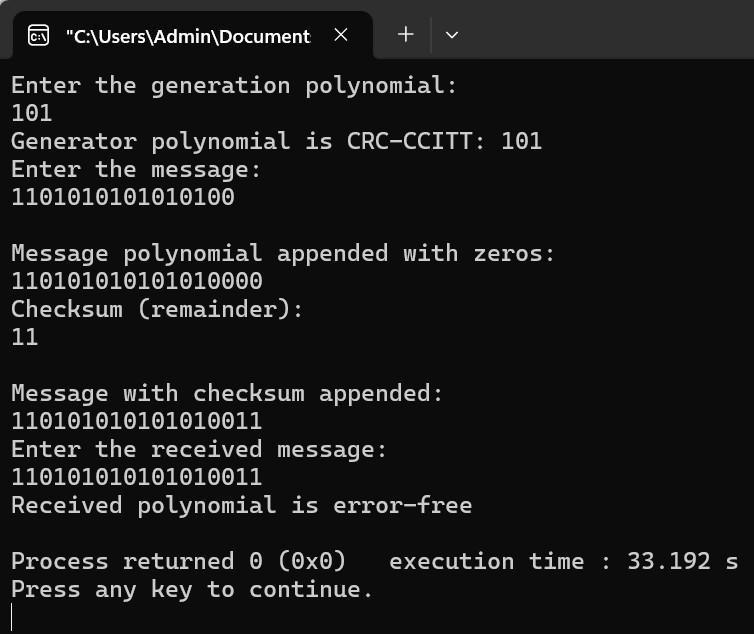 "C:\Users\Admin\Document:
Enter the generation polynomial:
101
Generator polynomial is CRC-CCITT: 101
Enter the message:
1101010101010100

Message polynomial appended with zeros:
110101010101010000
Checksum (remainder):
11

Message with checksum appended:
110101010101010011
Enter the received message:
110101010101010011
Received polynomial is error-free

Process returned 0 (0x0)   execution time : 33.192 s
Press any key to continue.